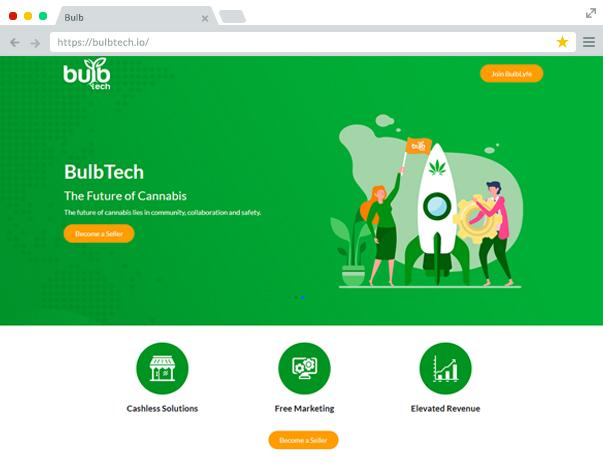 Bulb
https://bulbtech.io/
bulb
tech
Join BulbLyfe
bulb
BulbTech
The Future of Cannabis
The future of cannabis lies in community, collaboration and safety.
Become a Seller
Cashless Solutions
Free Marketing
Elevated Revenue
Become a Seller